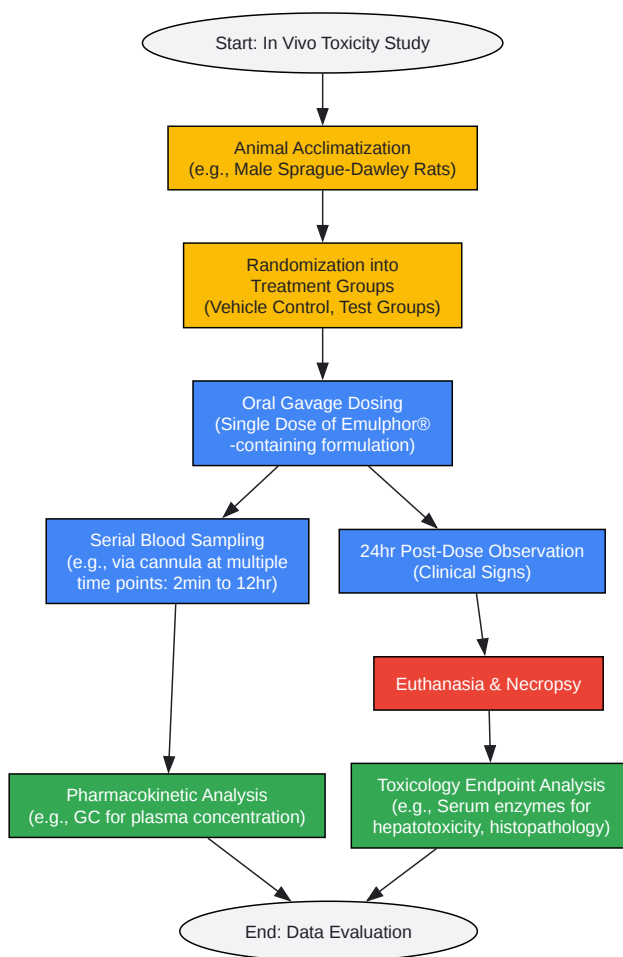 Start: In Vivo Toxicity Study
Animal Acclimatization
(e.g., Male Sprague-Dawley Rats)
Randomization into
Treatment Groups
(Vehicle Control, Test Groups)
Oral Gavage Dosing
(Single Dose of Emulphor®
-containing formulation)
Serial Blood Sampling
(e.g., via cannula at multiple
time points: 2min to 12hr)
24hr Post-Dose Observation
(Clinical Signs)
Euthanasia & Necropsy
Pharmacokinetic Analysis
(e.g., GC for plasma concentration)
Toxicology Endpoint Analysis
(e.g., Serum enzymes for
hepatotoxicity, histopathology)
End: Data Evaluation